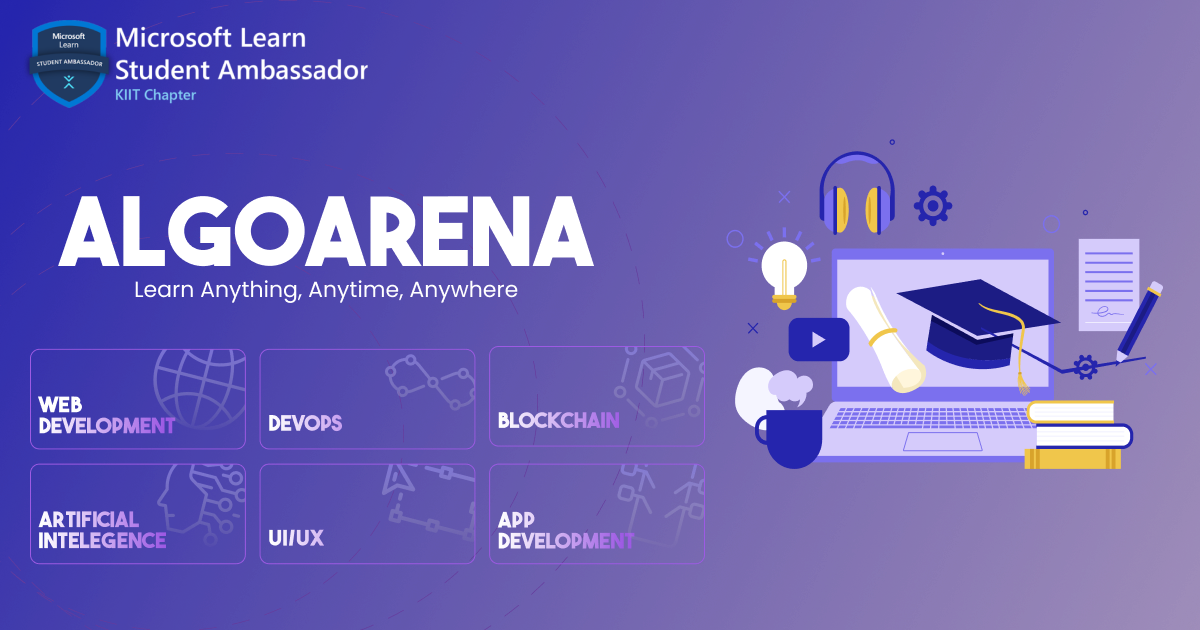 Microsoft
Learn
STUDENT AMBASSADOR
Microsoft Learn
Student Ambassador
KIIT Chapter
ALGOARENA
Learn Anything, Anytime, Anywhere
WEB
DEVELOPMENT
DEVOPS
BLOCKCHAIN
ARTIFICIAL
INTELEGENCE
UI/UX
APP
DEVELOPMENT